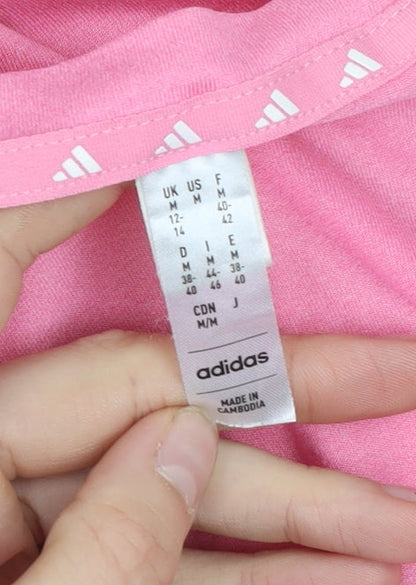 UK US F
M M M
12- 40-
14 42
D I E
M M M
38- 44- 38-
40 46 40
CDN J
M/M
adidas
MADE IN
CAMBODIA